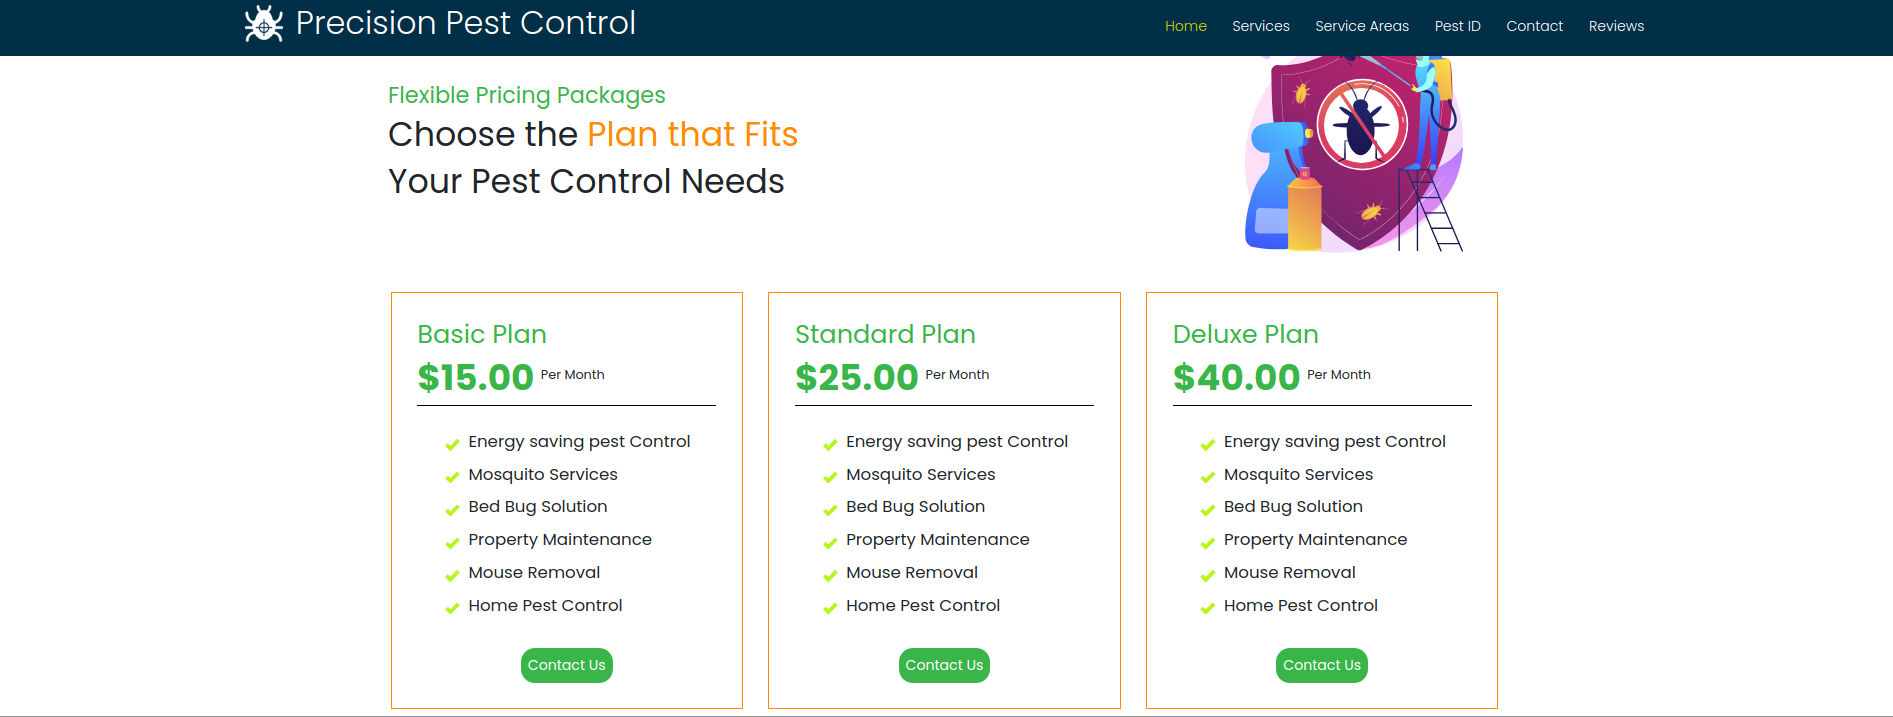 Precision Pest Control
Home Services Service Areas Pest ID Contact Reviews
Flexible Pricing Packages
Choose the Plan that Fits
Your Pest Control Needs
Basic Plan
$15.00 Per Month
Energy saving pest Control
Mosquito Services
Bed Bug Solution
Property Maintenance
Mouse Removal
Home Pest Control
Contact Us
Standard Plan
$25.00 Per Month
Energy saving pest Control
Mosquito Services
Bed Bug Solution
Property Maintenance
Mouse Removal
Home Pest Control
Contact Us
Deluxe Plan
$40.00 Per Month
Energy saving pest Control
Mosquito Services
Bed Bug Solution
Property Maintenance
Mouse Removal
Home Pest Control
Contact Us